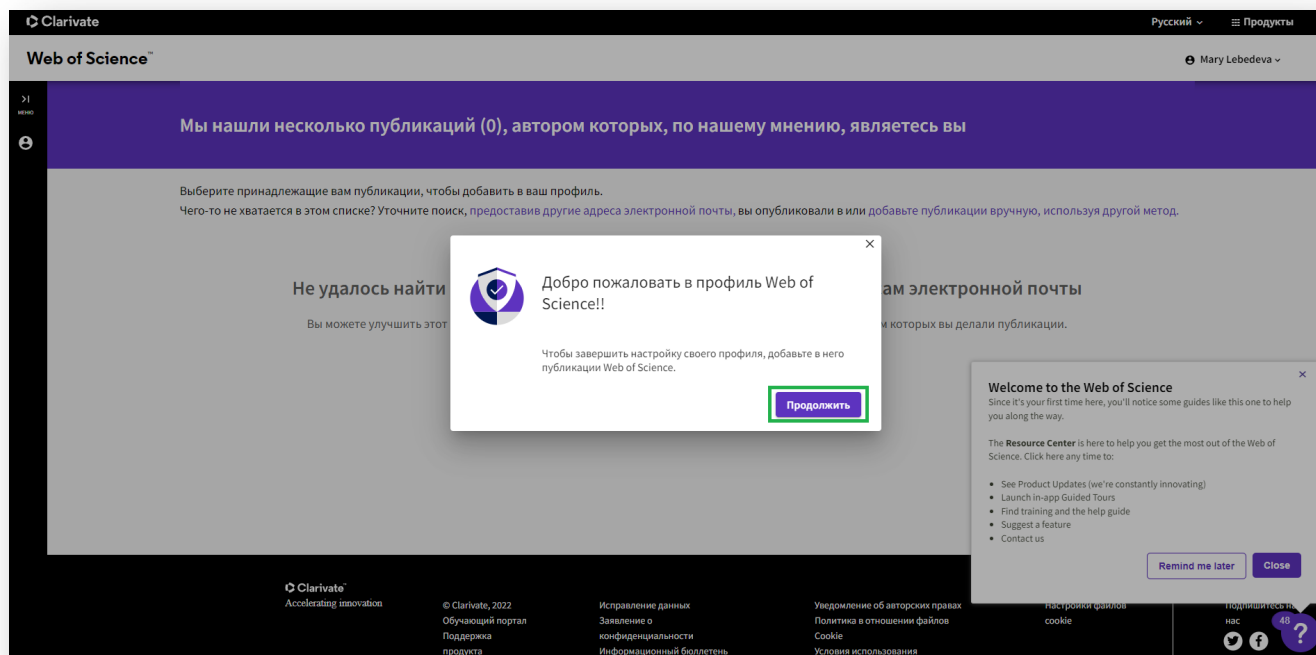 Clarivate
Русский
Продукты
Web of Science™
Mary Lebedeva
МЕНЮ
Мы нашли несколько публикаций (0), автором которых, по нашему мнению, являетесь вы
Выберите принадлежащие вам публикации, чтобы добавить в ваш профиль.
Чего-то не хватается в этом списке? Уточните поиск, предоставив другие адреса электронной почты, вы опубликовали в или добавьте публикации вручную, используя другой метод.
Не удалось найти
ам электронной почты
Вы можете улучшить этот
которых вы делали публикации.
Добро пожаловать в профиль Web of
Science!!
Чтобы завершить настройку своего профиля, добавьте в него
публикации Web of Science.
Продолжить
Welcome to the Web of Science
Since it's your first time here, you'll notice some guides like this one to help
you along the way.
The Resource Center is here to help you get the most out of the Web of
Science. Click here any time to:
• See Product Updates (we're constantly innovating)
• Launch in-app Guided Tours
• Find training and the help guide
• Suggest a feature
• Contact us
Remind me later
Close
Clarivate™
Accelerating innovation
© Clarivate, 2022
Обучающий портал
Поддержка
продукта
Исправление данных
Заявление о
конфиденциальности
Информационный бюллетень
Уведомление об авторских правах
Политика в отношении файлов
Cookie
Условия использования
Настройки файлов
cookie
Подпишитесь на
нас
48
?